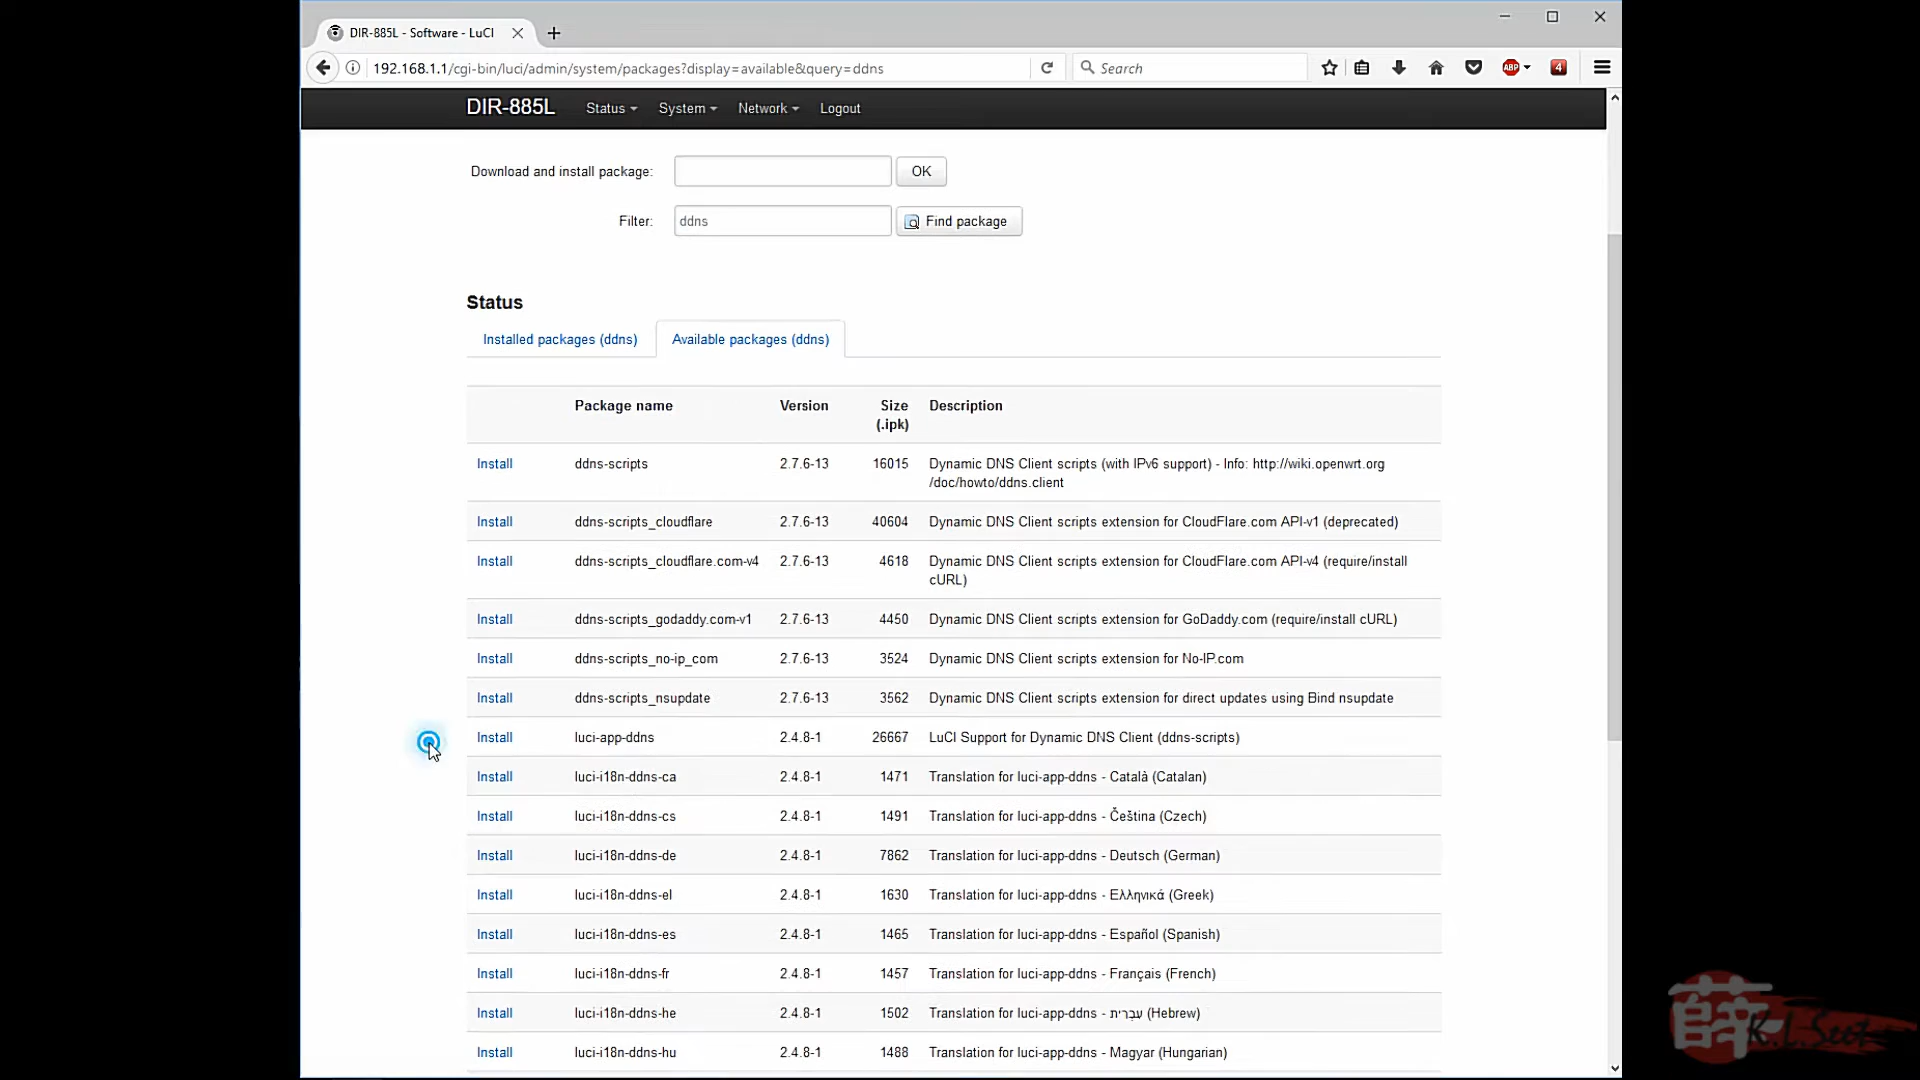 DIR-885L - Software - LuCI
192.168.1.1/cgi-bin/luci/admin/system/packages?display=available&query=ddns
Search
ABP
4
DIR-885L Status System Network Logout
Download and install package: OK
Filter: ddns Find package
Status
Installed packages (ddns) Available packages (ddns)
Package name Version Size Description
(.ipk)
Install ddns-scripts 2.7.6-13 16015 Dynamic DNS Client scripts (with IPv6 support) - Info: http://wiki.openwrt.org
/doc/howto/ddns.client
Install ddns-scripts_cloudflare 2.7.6-13 40604 Dynamic DNS Client scripts extension for CloudFlare.com API-v1 (deprecated)
Install ddns-scripts_cloudflare.com-v4 2.7.6-13 4618 Dynamic DNS Client scripts extension for CloudFlare.com API-v4 (require/install
cURL)
Install ddns-scripts_godaddy.com-v1 2.7.6-13 4450 Dynamic DNS Client scripts extension for GoDaddy.com (require/install cURL)
Install ddns-scripts_no-ip_com 2.7.6-13 3524 Dynamic DNS Client scripts extension for No-IP.com
Install ddns-scripts_nsupdate 2.7.6-13 3562 Dynamic DNS Client scripts extension for direct updates using Bind nsupdate
Install luci-app-ddns 2.4.8-1 26667 LuCI Support for Dynamic DNS Client (ddns-scripts)
Install luci-i18n-ddns-ca 2.4.8-1 1471 Translation for luci-app-ddns - Català (Catalan)
Install luci-i18n-ddns-cs 2.4.8-1 1491 Translation for luci-app-ddns - Čeština (Czech)
Install luci-i18n-ddns-de 2.4.8-1 7862 Translation for luci-app-ddns - Deutsch (German)
Install luci-i18n-ddns-el 2.4.8-1 1630 Translation for luci-app-ddns - Ελληνικά (Greek)
Install luci-i18n-ddns-es 2.4.8-1 1465 Translation for luci-app-ddns - Español (Spanish)
Install luci-i18n-ddns-fr 2.4.8-1 1457 Translation for luci-app-ddns - Français (French)
Install luci-i18n-ddns-he 2.4.8-1 1502 Translation for luci-app-ddns - עִבְרִית (Hebrew)
Install luci-i18n-ddns-hu 2.4.8-1 1488 Translation for luci-app-ddns - Magyar (Hungarian)
薛 K.L.Seet